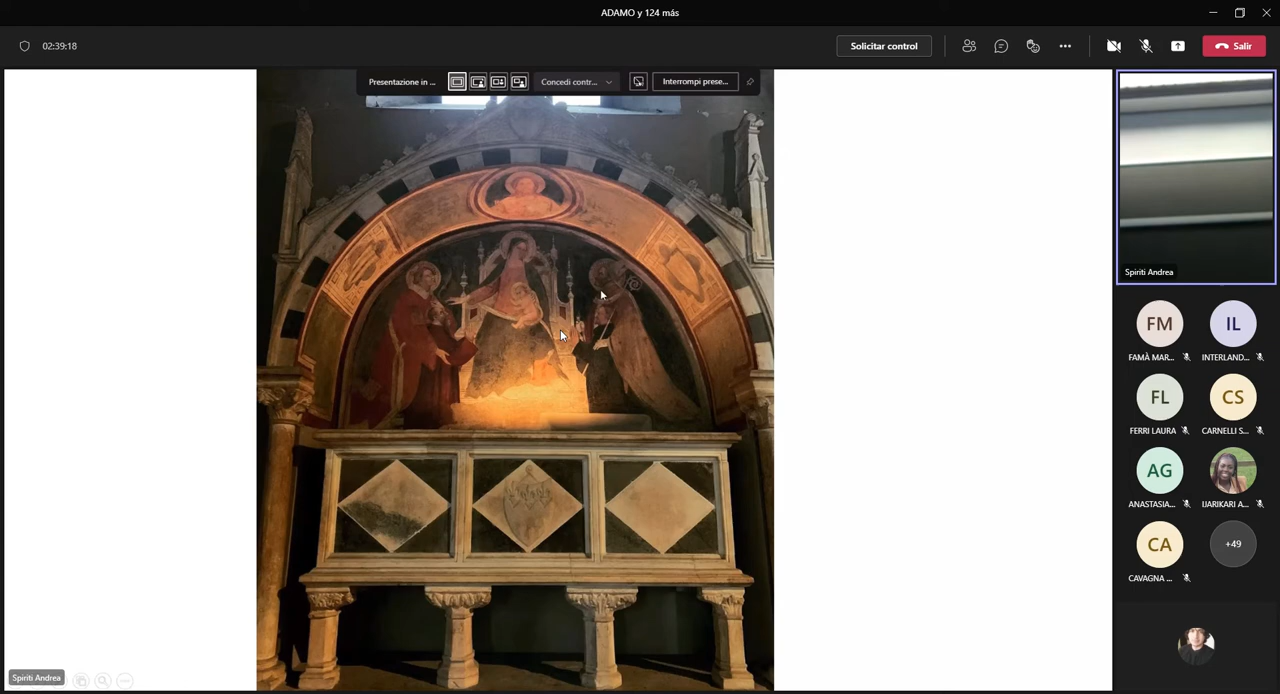 ADAMO y 124 más
02:39:18
Solicitar control
Salir
Presentazione in ...
Concedi contr...
Interrompi prese...
Spiriti Andrea
FM
IL
FAMÀ MAR...
INTERLAND...
FL
CS
FERRI LAURA
CARNELLI S...
AG
ANASTASIA...
IJARIKARI A...
CA
+49
CAVAGNA ...
Spiriti Andrea